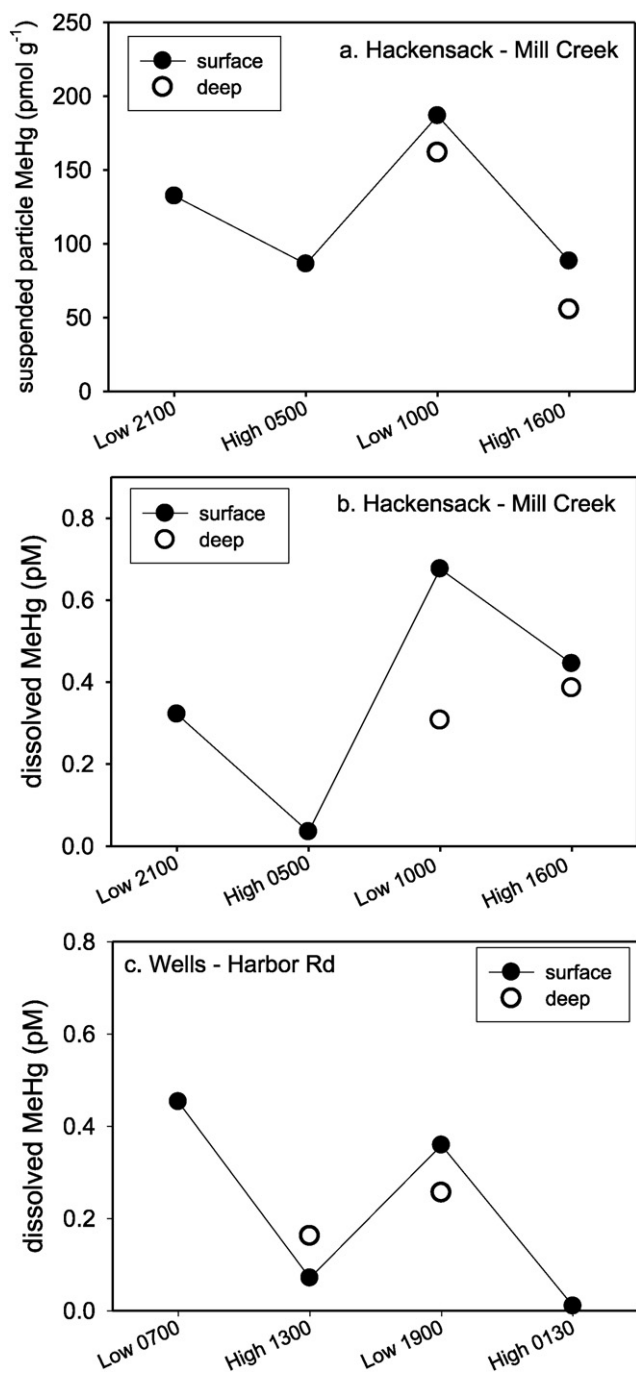 a. Hackensack - Mill Creek
surface
deep
suspended particle MeHg (pmol g⁻¹)
250
200
150
100
50
0
Low 2100
High 0500
Low 1000
High 1600
b. Hackensack - Mill Creek
surface
deep
dissolved MeHg (pM)
0.8
0.6
0.4
0.2
0.0
Low 2100
High 0500
Low 1000
High 1600
c. Wells - Harbor Rd
surface
deep
dissolved MeHg (pM)
0.8
0.6
0.4
0.2
0.0
Low 0700
High 1300
Low 1900
High 0130